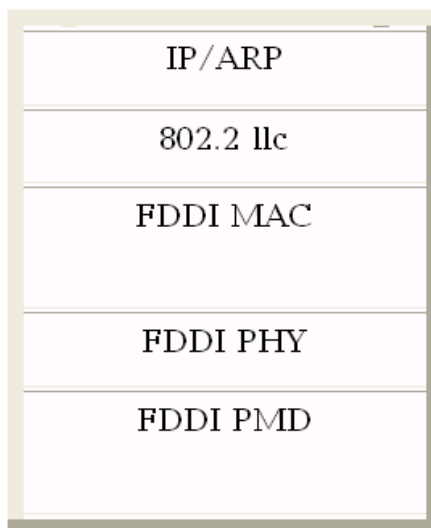 IP/ARP
802.2 llc
FDDI MAC
FDDI PHY
FDDI PMD